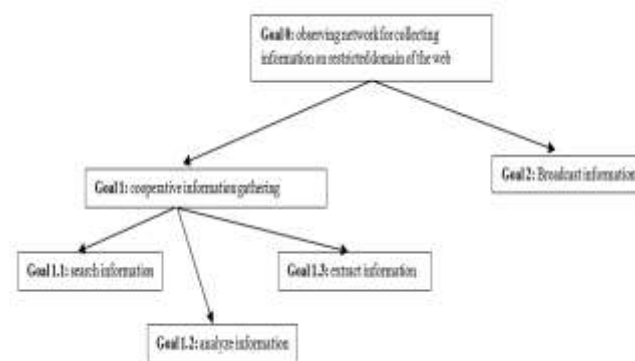 Goal 0: observing network for collecting
information on restricted domain of the web
Goal 1: cooperative information gathering
Goal 2: Broadcast information
Goal 1.1: search information
Goal 1.3: extract information
Goal 1.2: analyze information